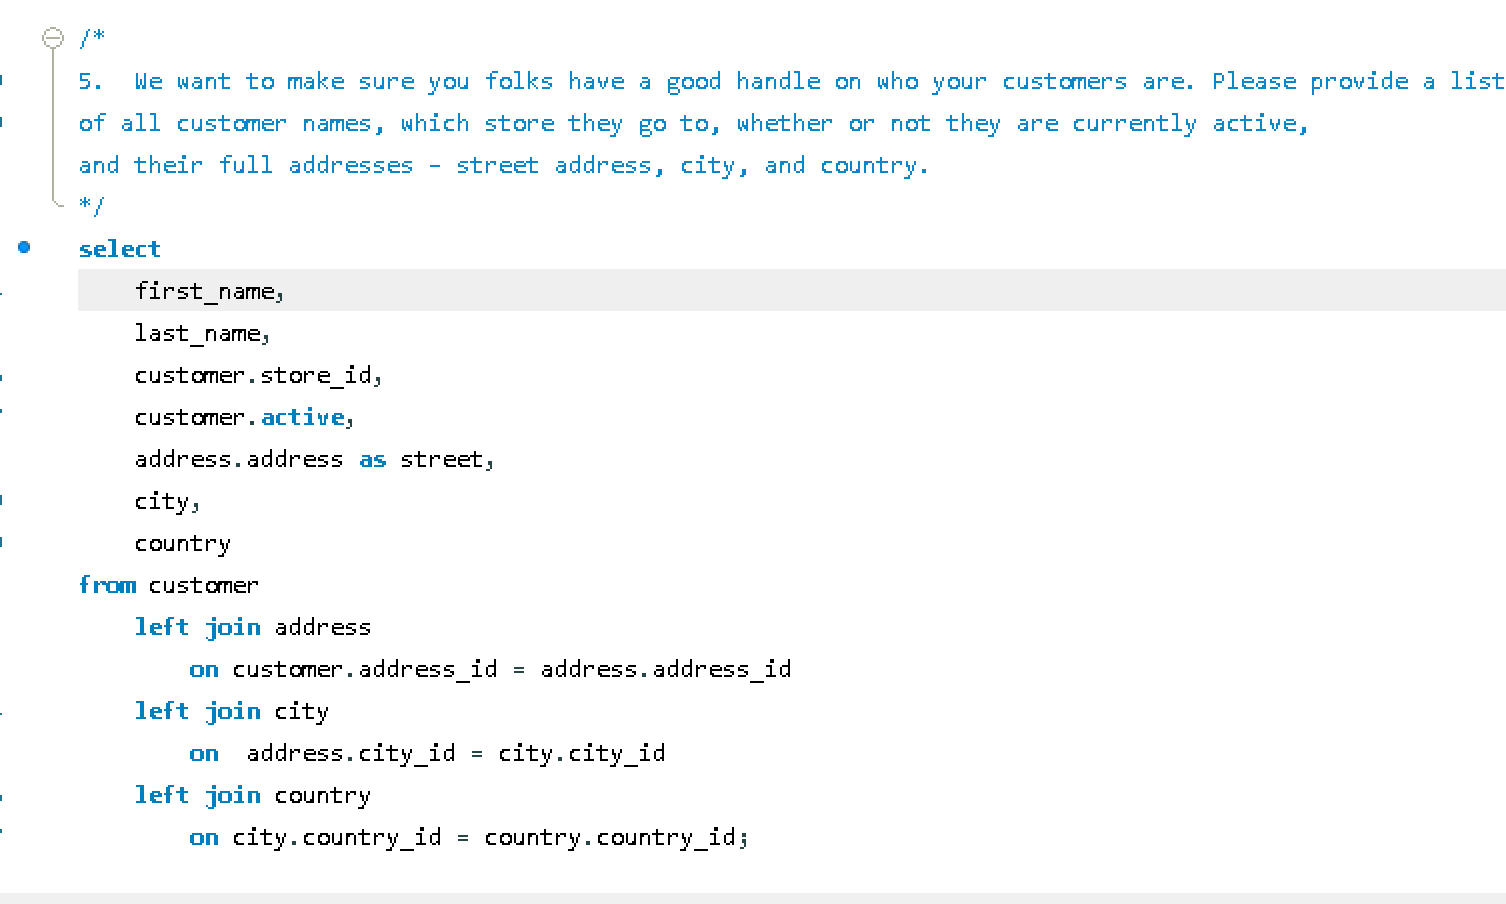 /*
5.  We want to make sure you folks have a good handle on who your customers are. Please provide a list
of all customer names, which store they go to, whether or not they are currently active,
and their full addresses – street address, city, and country.
*/
select
    first_name,
    last_name,
    customer.store_id,
    customer.active,
    address.address as street,
    city,
    country
from customer
    left join address
        on customer.address_id = address.address_id
    left join city
        on  address.city_id = city.city_id
    left join country
        on city.country_id = country.country_id;